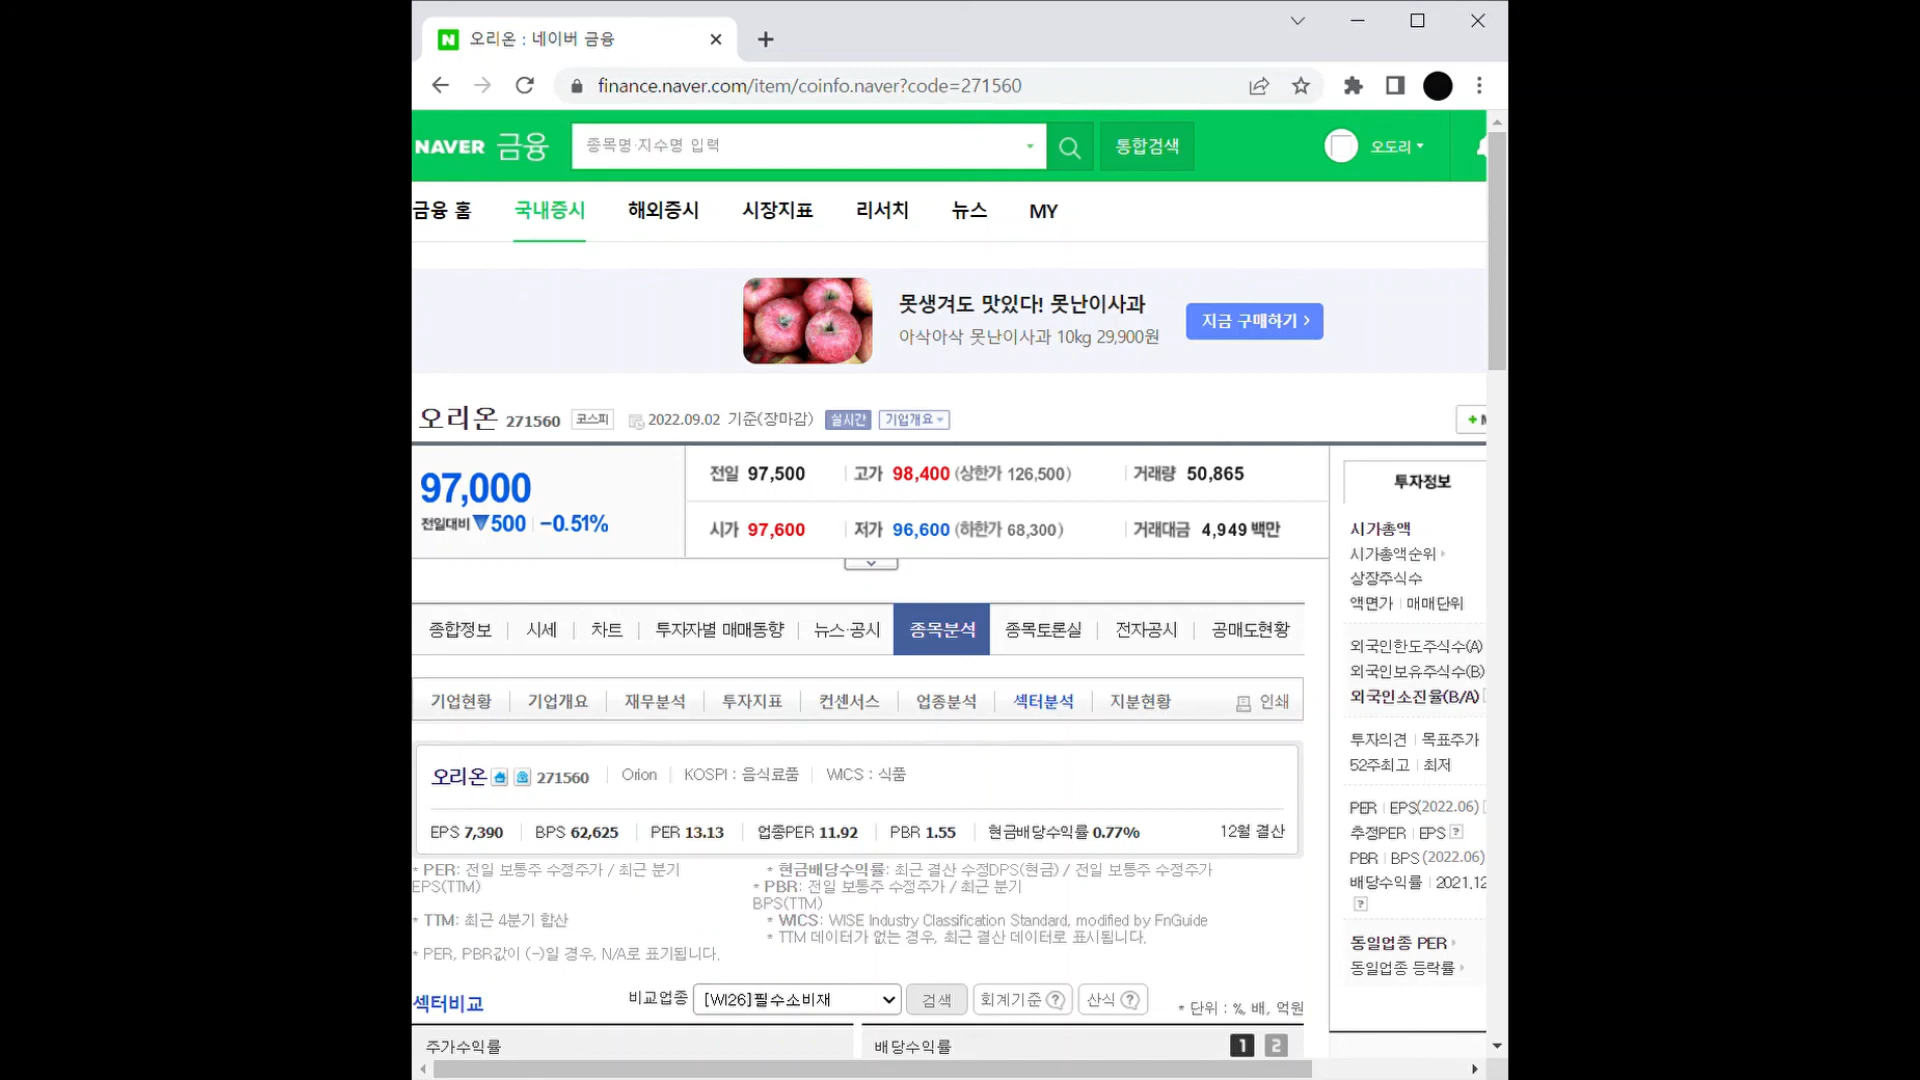 오리온 : 네이버 금융
finance.naver.com/item/coinfo.naver?code=271560
NAVER 금융 종목명·지수명 입력 통합검색 오도리
금융 홈 국내증시 해외증시 시장지표 리서치 뉴스 MY
못생겨도 맛있다! 못난이사과
아삭아삭 못난이사과 10kg 29,900원
지금 구매하기 >
오리온 271560 코스피 2022.09.02 기준(장마감) 실시간 기업개요
97,000
전일대비 ▼500 -0.51%
전일 97,500 고가 98,400 (상한가 126,500) 거래량 50,865
시가 97,600 저가 96,600 (하한가 68,300) 거래대금 4,949 백만
종합정보 시세 차트 투자자별 매매동향 뉴스·공시 종목분석 종목토론실 전자공시 공매도현황
기업현황 기업개요 재무분석 투자지표 컨센서스 업종분석 섹터분석 지분현황 인쇄
오리온 271560 Orion KOSPI : 음식료품 WICS : 식품
EPS 7,390 BPS 62,625 PER 13.13 업종PER 11.92 PBR 1.55 현금배당수익률 0.77% 12월 결산
* PER: 전일 보통주 수정주가 / 최근 분기 EPS(TTM)
* 현금배당수익률: 최근 결산 수정DPS(현금) / 전일 보통주 수정주가
* PBR: 전일 보통주 수정주가 / 최근 분기 BPS(TTM)
* TTM: 최근 4분기 합산
* WICS: WISE Industry Classification Standard, modified by FnGuide
* TTM 데이터가 없는 경우, 최근 결산 데이터로 표시됩니다.
* PER, PBR값이 (-)일 경우, N/A로 표기됩니다.
섹터비교 비교업종 [WI26]필수소비재 검색 회계기준 ? 산식 ? * 단위 : %, 배, 억원
주가수익률 배당수익률 1 2
투자정보
시가총액
시가총액순위
상장주식수
액면가 매매단위
외국인한도주식수(A)
외국인보유주식수(B)
외국인소진율(B/A)
투자의견 목표주가
52주최고 최저
PER EPS(2022.06)
추정PER EPS ?
PBR BPS (2022.06)
배당수익률 2021.12
?
동일업종 PER
동일업종 등락률